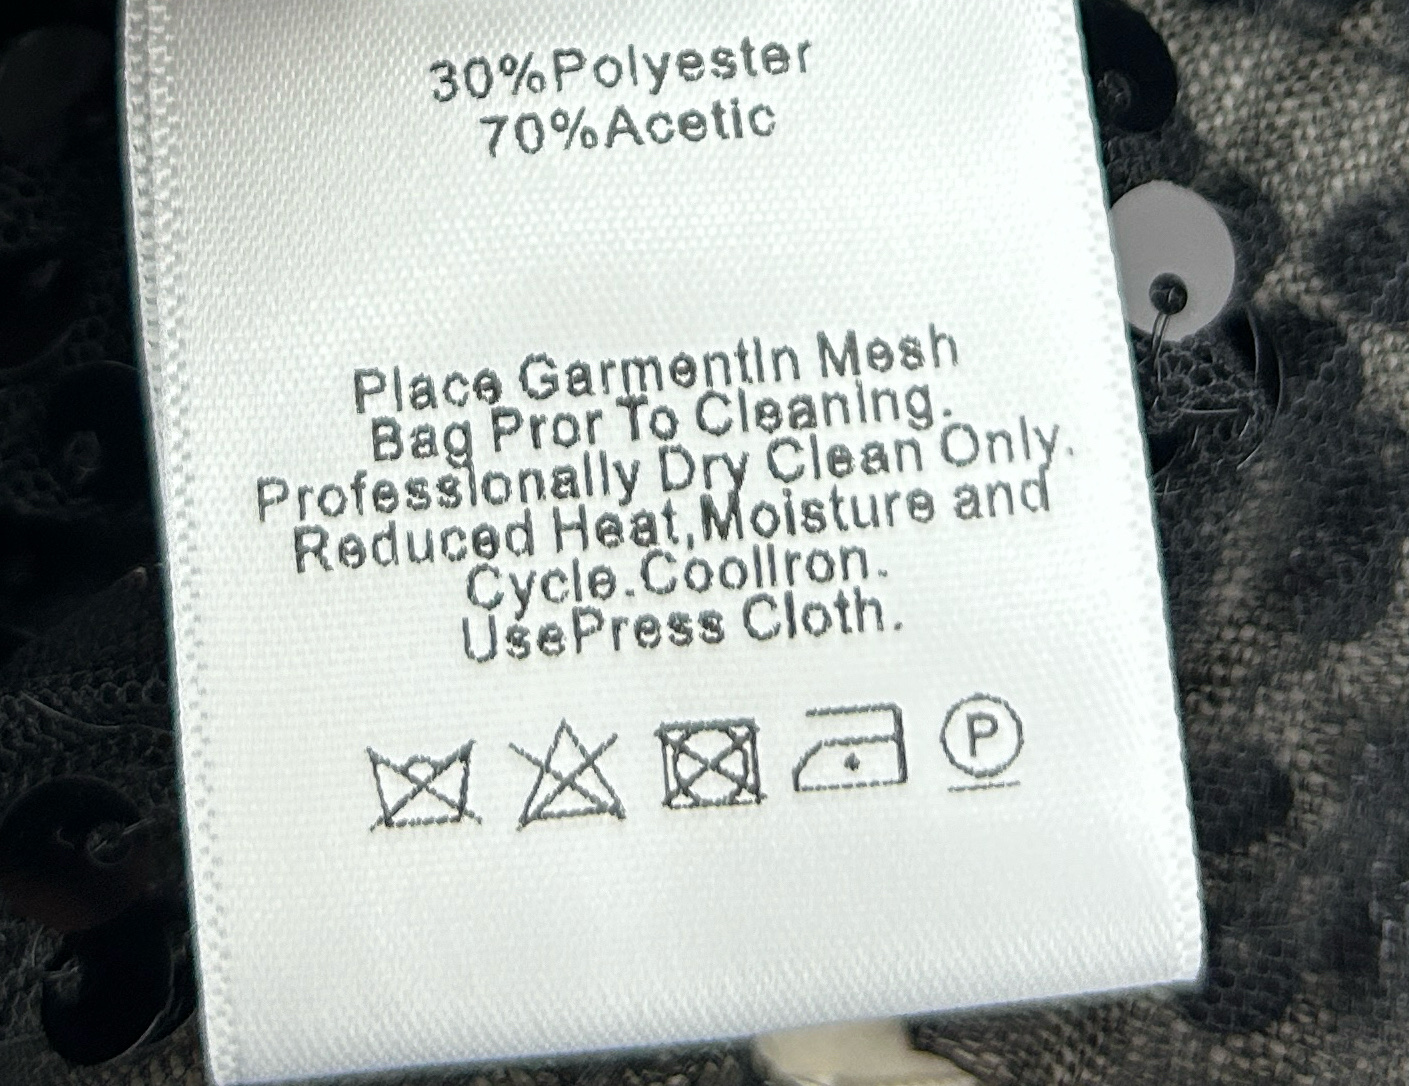 30%Polyester
70%Acetic
Place GarmentIn Mesh
Bag Pror To Cleaning.
Professionally Dry Clean Only.
Reduced Heat,Moisture and
Cycle.CoolIron.
UsePress Cloth.
P